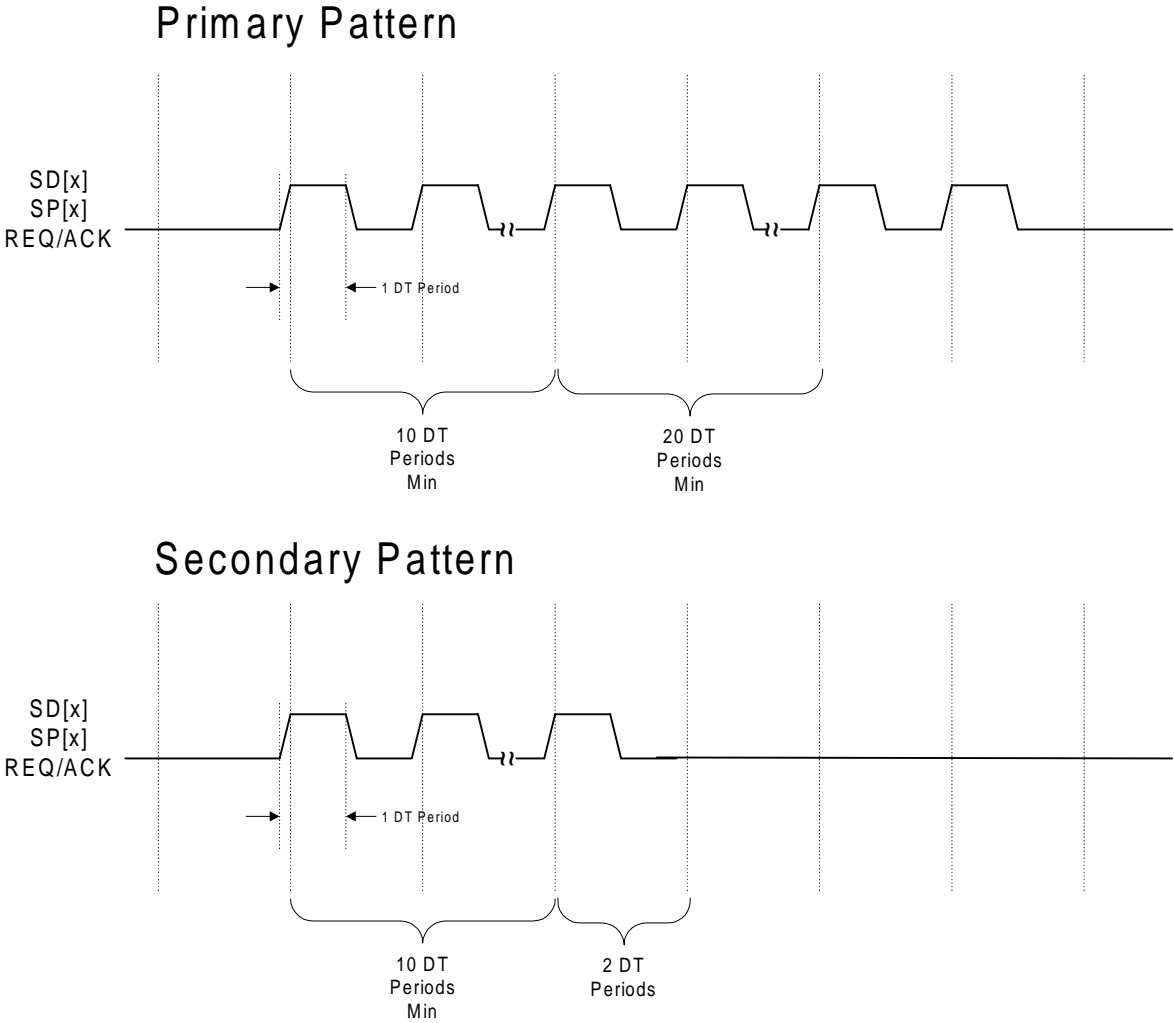 Primary Pattern
SD[x]
SP[x]
REQ/ACK
1 DT Period
10 DT
Periods
Min
20 DT
Periods
Min
Secondary Pattern
SD[x]
SP[x]
REQ/ACK
1 DT Period
10 DT
Periods
Min
2 DT
Periods